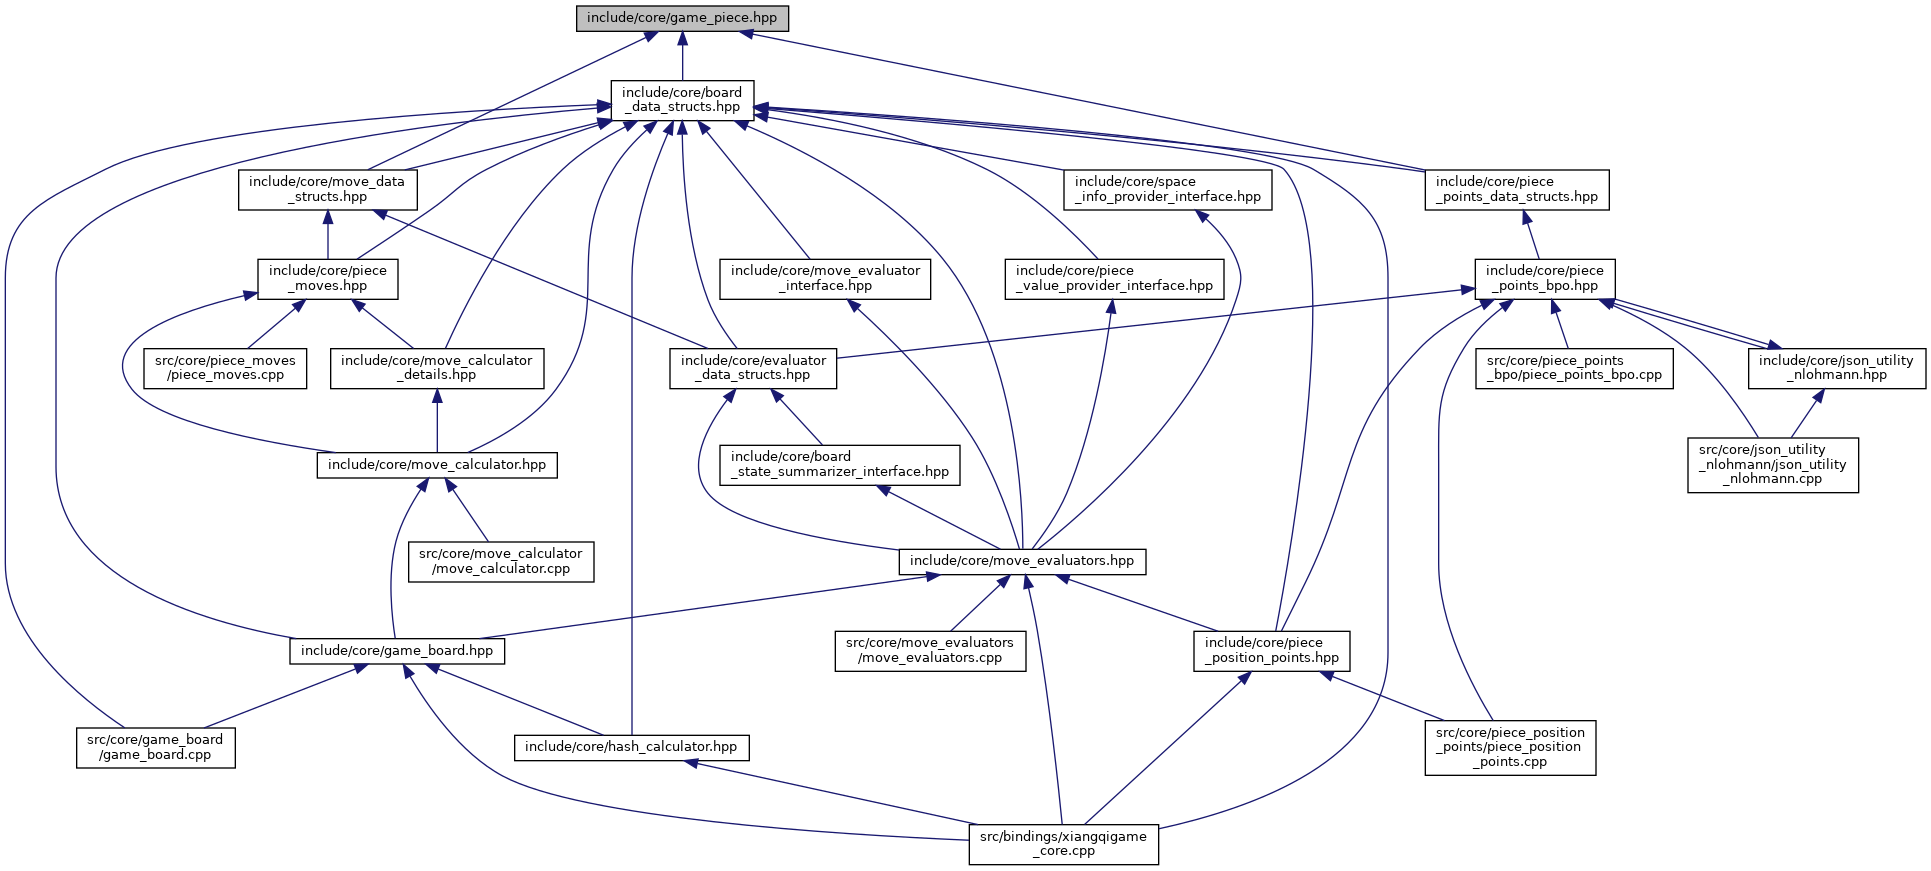 include/core/game_piece.hpp
include/core/board
_data_structs.hpp
include/core/move_data
_structs.hpp
include/core/space
_info_provider_interface.hpp
include/core/piece
_points_data_structs.hpp
include/core/piece
_moves.hpp
include/core/move_evaluator
_interface.hpp
include/core/piece
_value_provider_interface.hpp
include/core/piece
_points_bpo.hpp
src/core/piece_moves
/piece_moves.cpp
include/core/move_calculator
_details.hpp
include/core/evaluator
_data_structs.hpp
src/core/piece_points
_bpo/piece_points_bpo.cpp
include/core/json_utility
_nlohmann.hpp
include/core/move_calculator.hpp
include/core/board
_state_summarizer_interface.hpp
src/core/json_utility
_nlohmann/json_utility
_nlohmann.cpp
src/core/move_calculator
/move_calculator.cpp
include/core/move_evaluators.hpp
include/core/game_board.hpp
src/core/move_evaluators
/move_evaluators.cpp
include/core/piece
_position_points.hpp
src/core/game_board
/game_board.cpp
include/core/hash_calculator.hpp
src/core/piece_position
_points/piece_position
_points.cpp
src/bindings/xiangqigame
_core.cpp